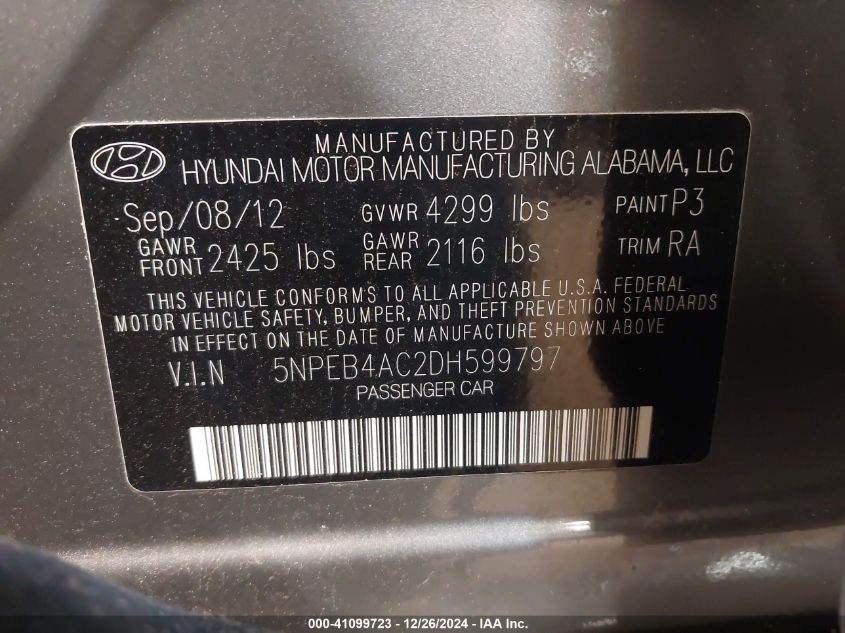 MANUFACTURED BY
HYUNDAI MOTOR MANUFACTURING ALABAMA, LLC
Sep/08/12 GVWR 4299 lbs PAINT P3
GAWR FRONT 2425 lbs GAWR REAR 2116 lbs TRIM RA
THIS VEHICLE CONFORMS TO ALL APPLICABLE U.S.A. FEDERAL
MOTOR VEHICLE SAFETY, BUMPER, AND THEFT PREVENTION STANDARDS
IN EFFECT ON THE DATE OF MANUFACTURE SHOWN ABOVE
V.I.N 5NPEB4AC2DH599797
PASSENGER CAR
000-41099723 - 12/26/2024 - IAA Inc.